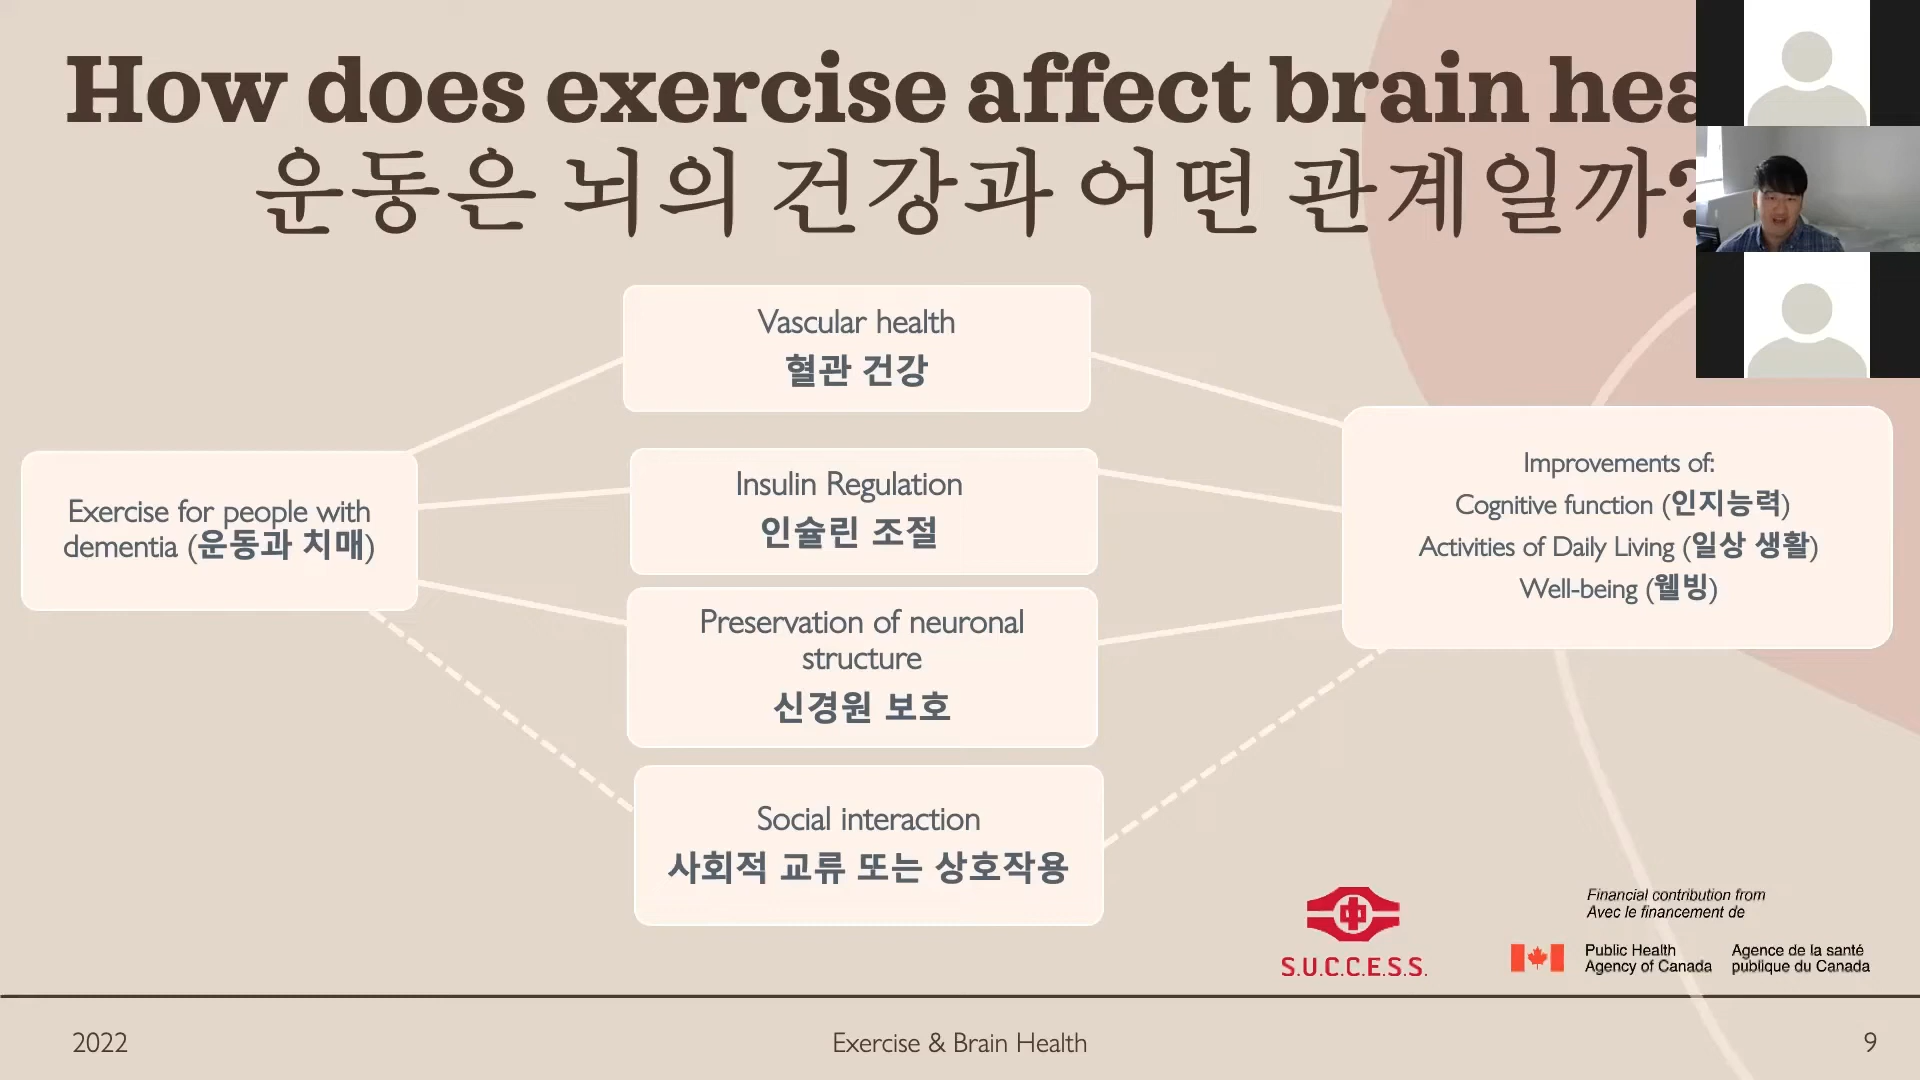 How does exercise affect brain hea
운동은 뇌의 건강과 어떤 관계일까?
Vascular health
혈관 건강
Exercise for people with
dementia (운동과 치매)
Insulin Regulation
인슐린 조절
Preservation of neuronal
structure
신경원 보호
Social interaction
사회적 교류 또는 상호작용
Improvements of:
Cognitive function (인지능력)
Activities of Daily Living (일상 생활)
Well-being (웰빙)
中
S.U.C.C.E.S.S.
Financial contribution from
Avec le financement de
Public Health
Agency of Canada
Agence de la santé
publique du Canada
2022
Exercise & Brain Health
9